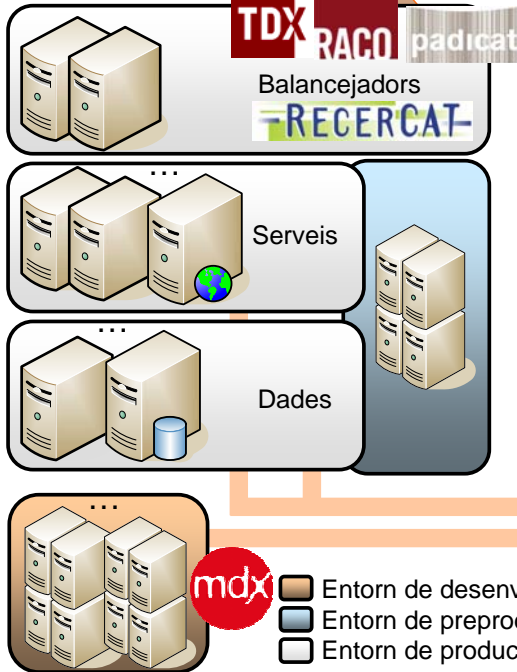 TDX RACO padicat
Balancejadors
RECERCAT
...
Serveis
...
Dades
...
mdx
Entorn de desenv
Entorn de preproc
Entorn de produc